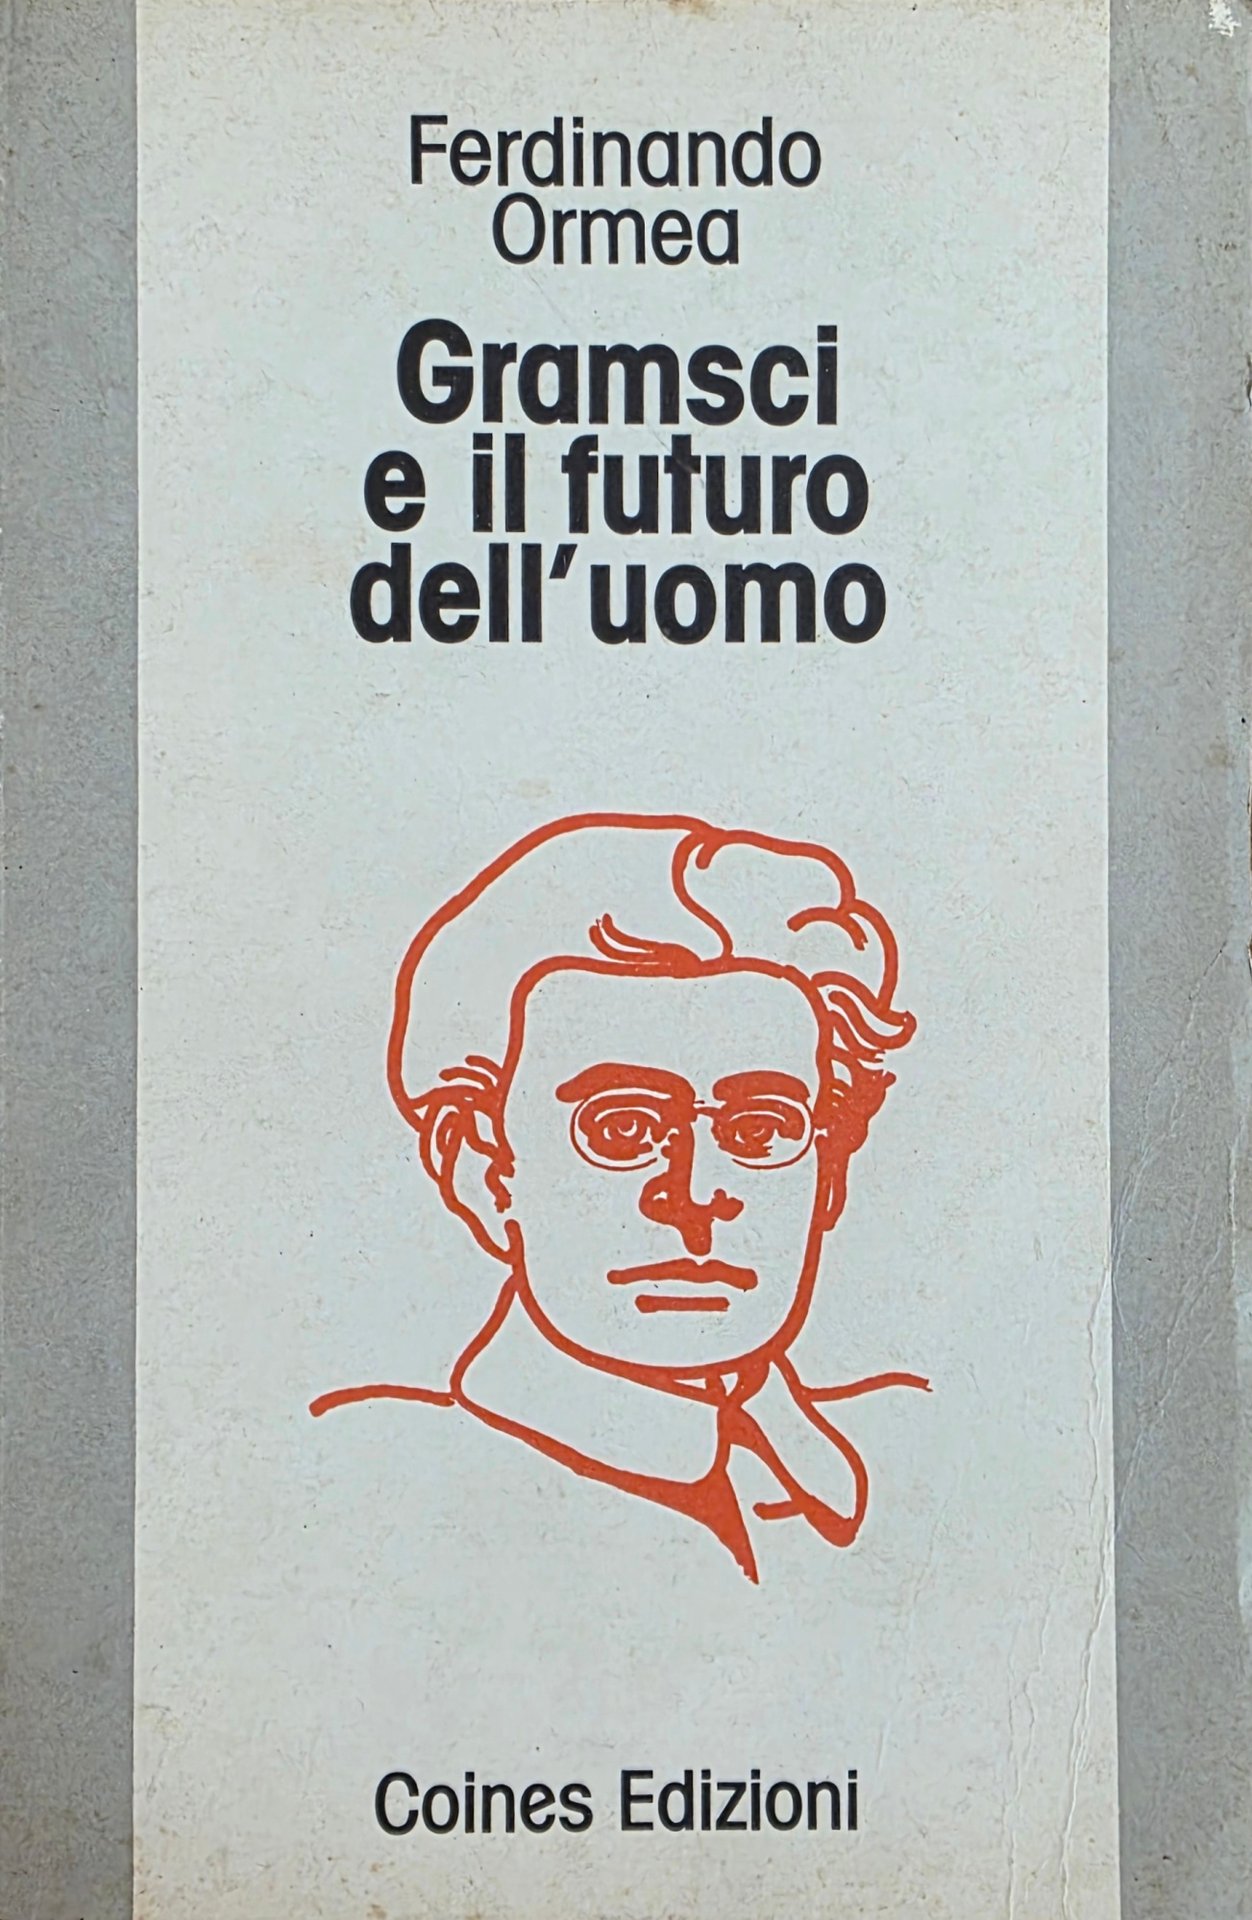 Ferdinando
Ormea
Gramsci
e il futuro
dell'uomo
Coines Edizioni